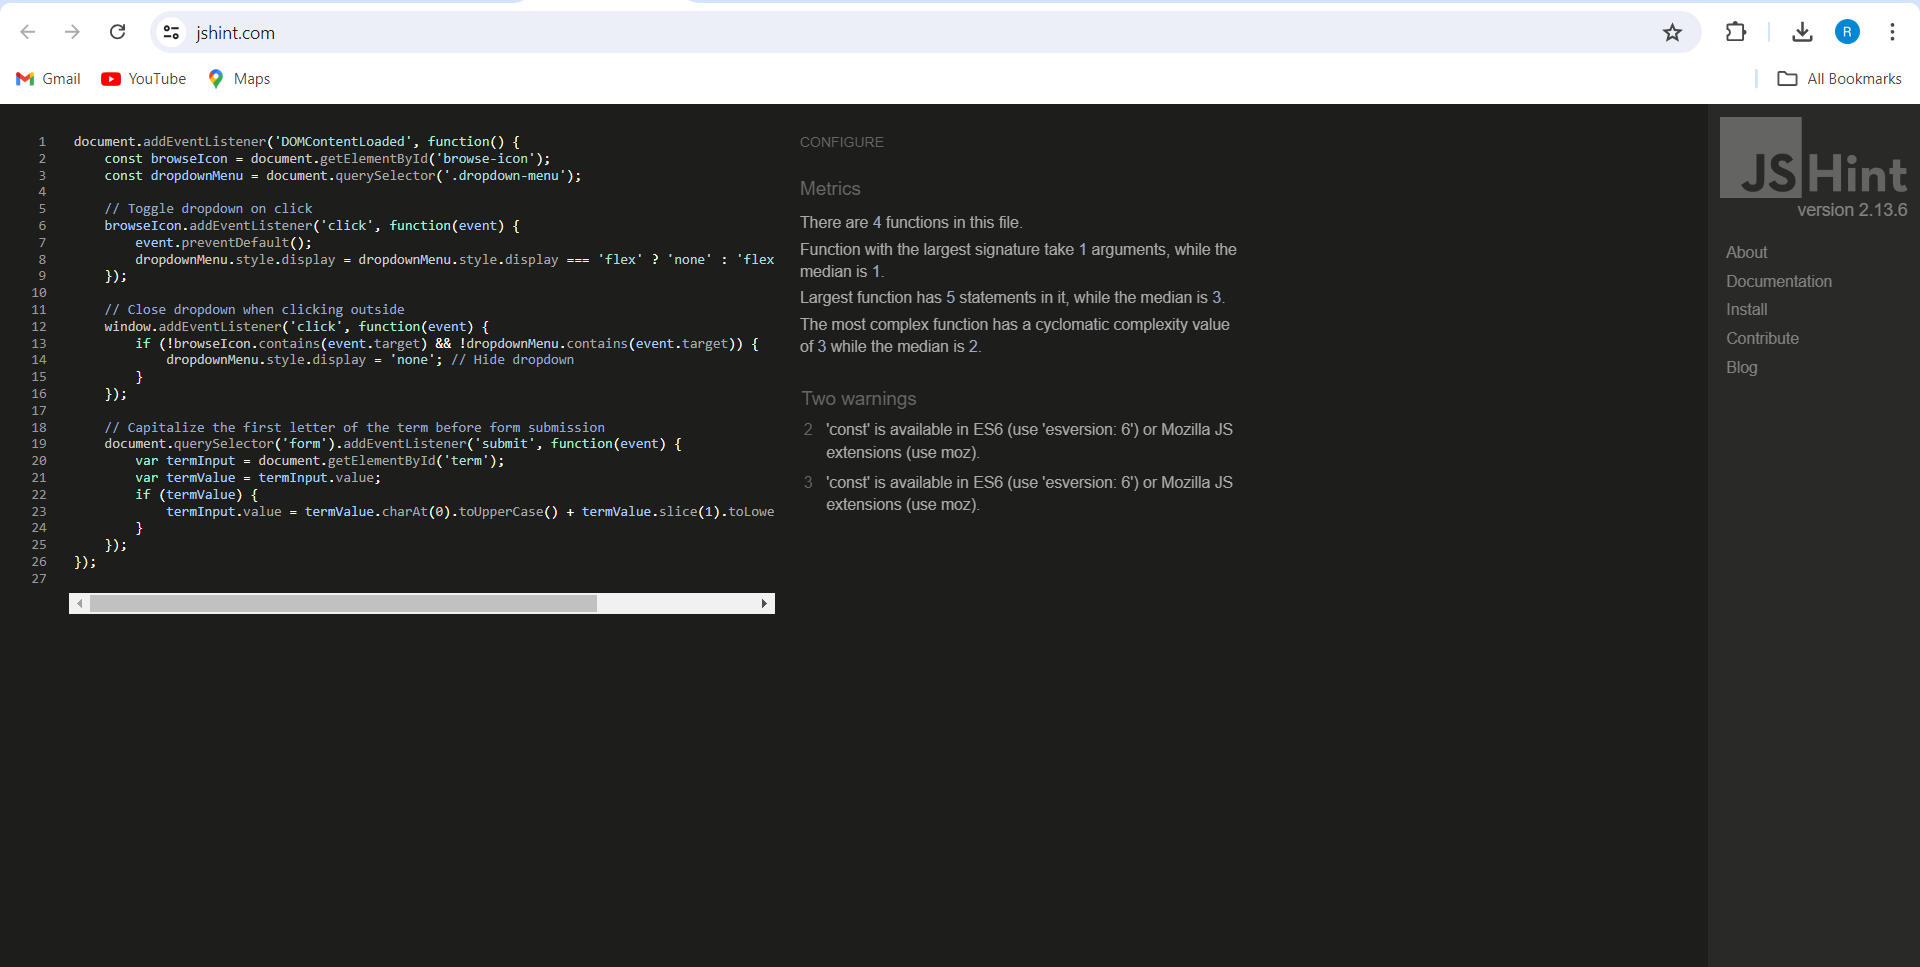 jshint.com
R
Gmail
YouTube
Maps
All Bookmarks
1 document.addEventListener('DOMContentLoaded', function() {
2 const browseIcon = document.getElementById('browse-icon');
3 const dropdownMenu = document.querySelector('.dropdown-menu');
4
5 // Toggle dropdown on click
6 browseIcon.addEventListener('click', function(event) {
7 event.preventDefault();
8 dropdownMenu.style.display = dropdownMenu.style.display === 'flex' ? 'none' : 'flex
9 });
10
11 // Close dropdown when clicking outside
12 window.addEventListener('click', function(event) {
13 if (!browseIcon.contains(event.target) && !dropdownMenu.contains(event.target)) {
14 dropdownMenu.style.display = 'none'; // Hide dropdown
15 }
16 });
17
18 // Capitalize the first letter of the term before form submission
19 document.querySelector('form').addEventListener('submit', function(event) {
20 var termInput = document.getElementById('term');
21 var termValue = termInput.value;
22 if (termValue) {
23 termInput.value = termValue.charAt(0).toUpperCase() + termValue.slice(1).toLowe
24 }
25 });
26 });
27
CONFIGURE
Metrics
There are 4 functions in this file.
Function with the largest signature take 1 arguments, while the
median is 1.
Largest function has 5 statements in it, while the median is 3.
The most complex function has a cyclomatic complexity value
of 3 while the median is 2.
Two warnings
2 'const' is available in ES6 (use 'esversion: 6') or Mozilla JS
extensions (use moz).
3 'const' is available in ES6 (use 'esversion: 6') or Mozilla JS
extensions (use moz).
JSHint
version 2.13.6
About
Documentation
Install
Contribute
Blog